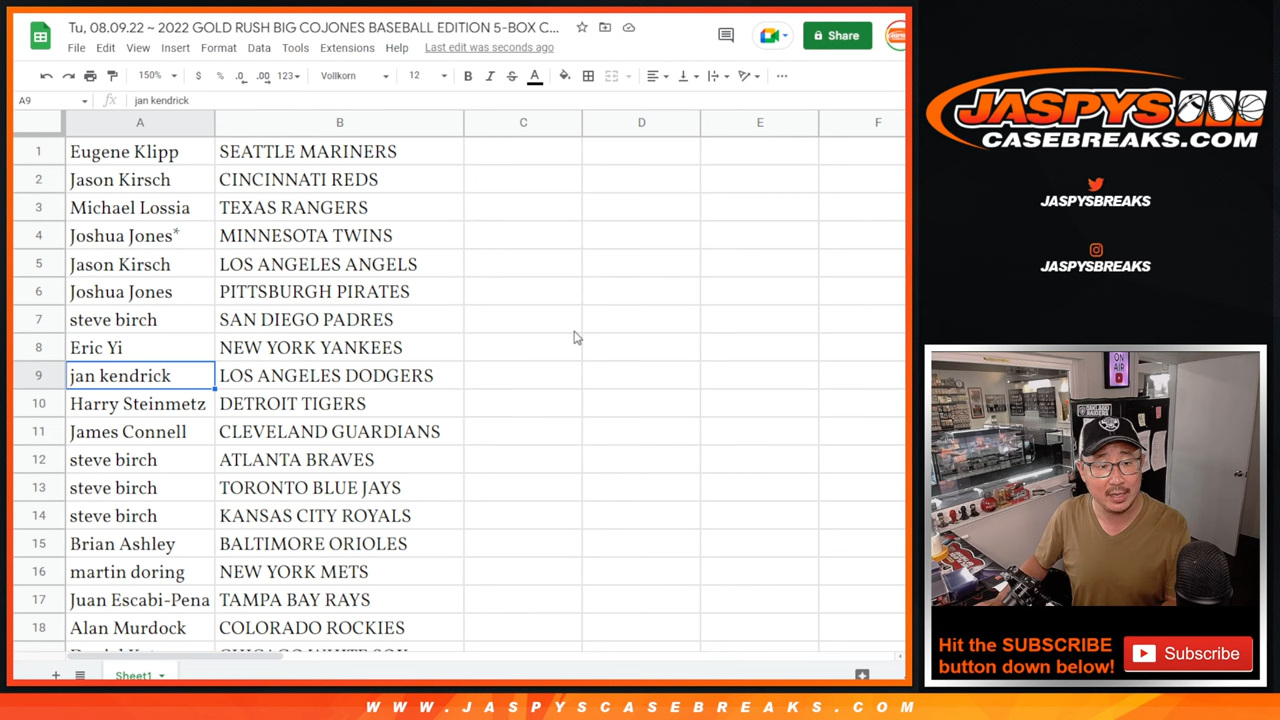 Tu, 08.09.22 ~ 2022 GOLD RUSH BIG COJONES BASEBALL EDITION 5-BOX C...
Share
File Edit View Insert Format Data Tools Extensions Help Last edit was seconds ago
150% $ % .0 .00 123 Vollkorn 12 B I S A
A9 fx jan kendrick
A B C D E F
1 Eugene Klipp SEATTLE MARINERS
2 Jason Kirsch CINCINNATI REDS
3 Michael Lossia TEXAS RANGERS
4 Joshua Jones* MINNESOTA TWINS
5 Jason Kirsch LOS ANGELES ANGELS
6 Joshua Jones PITTSBURGH PIRATES
7 steve birch SAN DIEGO PADRES
8 Eric Yi NEW YORK YANKEES
9 jan kendrick LOS ANGELES DODGERS
10 Harry Steinmetz DETROIT TIGERS
11 James Connell CLEVELAND GUARDIANS
12 steve birch ATLANTA BRAVES
13 steve birch TORONTO BLUE JAYS
14 steve birch KANSAS CITY ROYALS
15 Brian Ashley BALTIMORE ORIOLES
16 martin doring NEW YORK METS
17 Juan Escabi-Pena TAMPA BAY RAYS
18 Alan Murdock COLORADO ROCKIES
Sheet1
JASPYS
CASEBREAKS.COM
JASPYSBREAKS
JASPYSBREAKS
ON
AIR
OAKLAND
RAIDERS
Hit the SUBSCRIBE
button down below!
Subscribe
WWW.JASPYSCASEBREAKS.COM